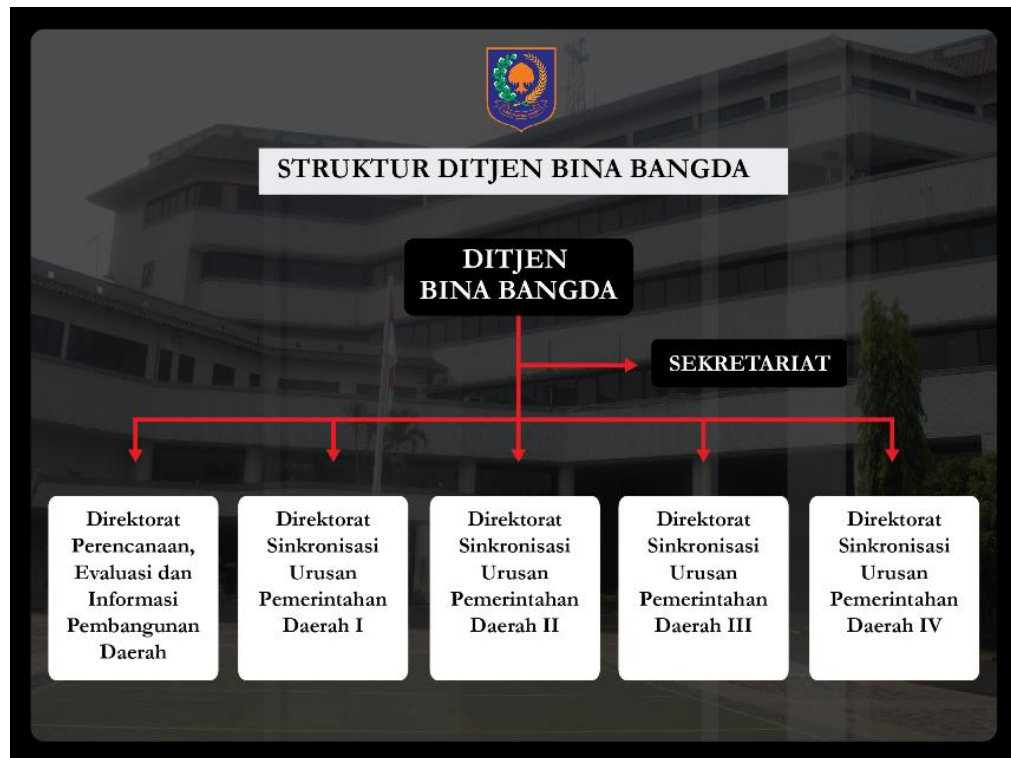 STRUKTUR DITJEN BINA BANGDA
DITJEN
BINA BANGDA
SEKRETARIAT
Direktorat
Perencanaan,
Evaluasi dan
Informasi
Pembangunan
Daerah
Direktorat
Sinkronisasi
Urusan
Pemerintahan
Daerah I
Direktorat
Sinkronisasi
Urusan
Pemerintahan
Daerah II
Direktorat
Sinkronisasi
Urusan
Pemerintahan
Daerah III
Direktorat
Sinkronisasi
Urusan
Pemerintahan
Daerah IV